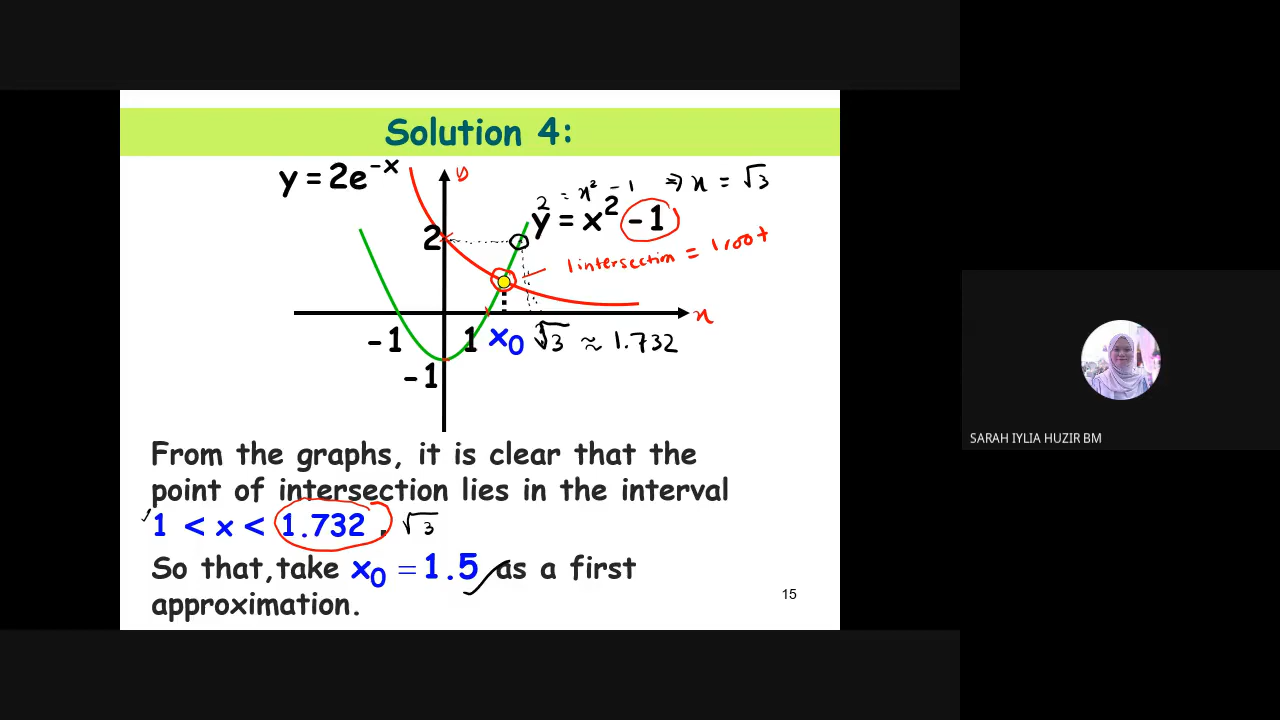 Solution 4:
y = 2e^{-x}
y
2 = x² - 1 ⇒ x = √3
y = x² - 1
2
1 intersection = 1 root
x
-1
1
x₀
√3 ≈ 1.732
-1
From the graphs, it is clear that the
point of intersection lies in the interval
1 < x < 1.732 . √3
So that,take x₀ = 1.5 as a first
approximation.
15
SARAH IYLIA HUZIR BM